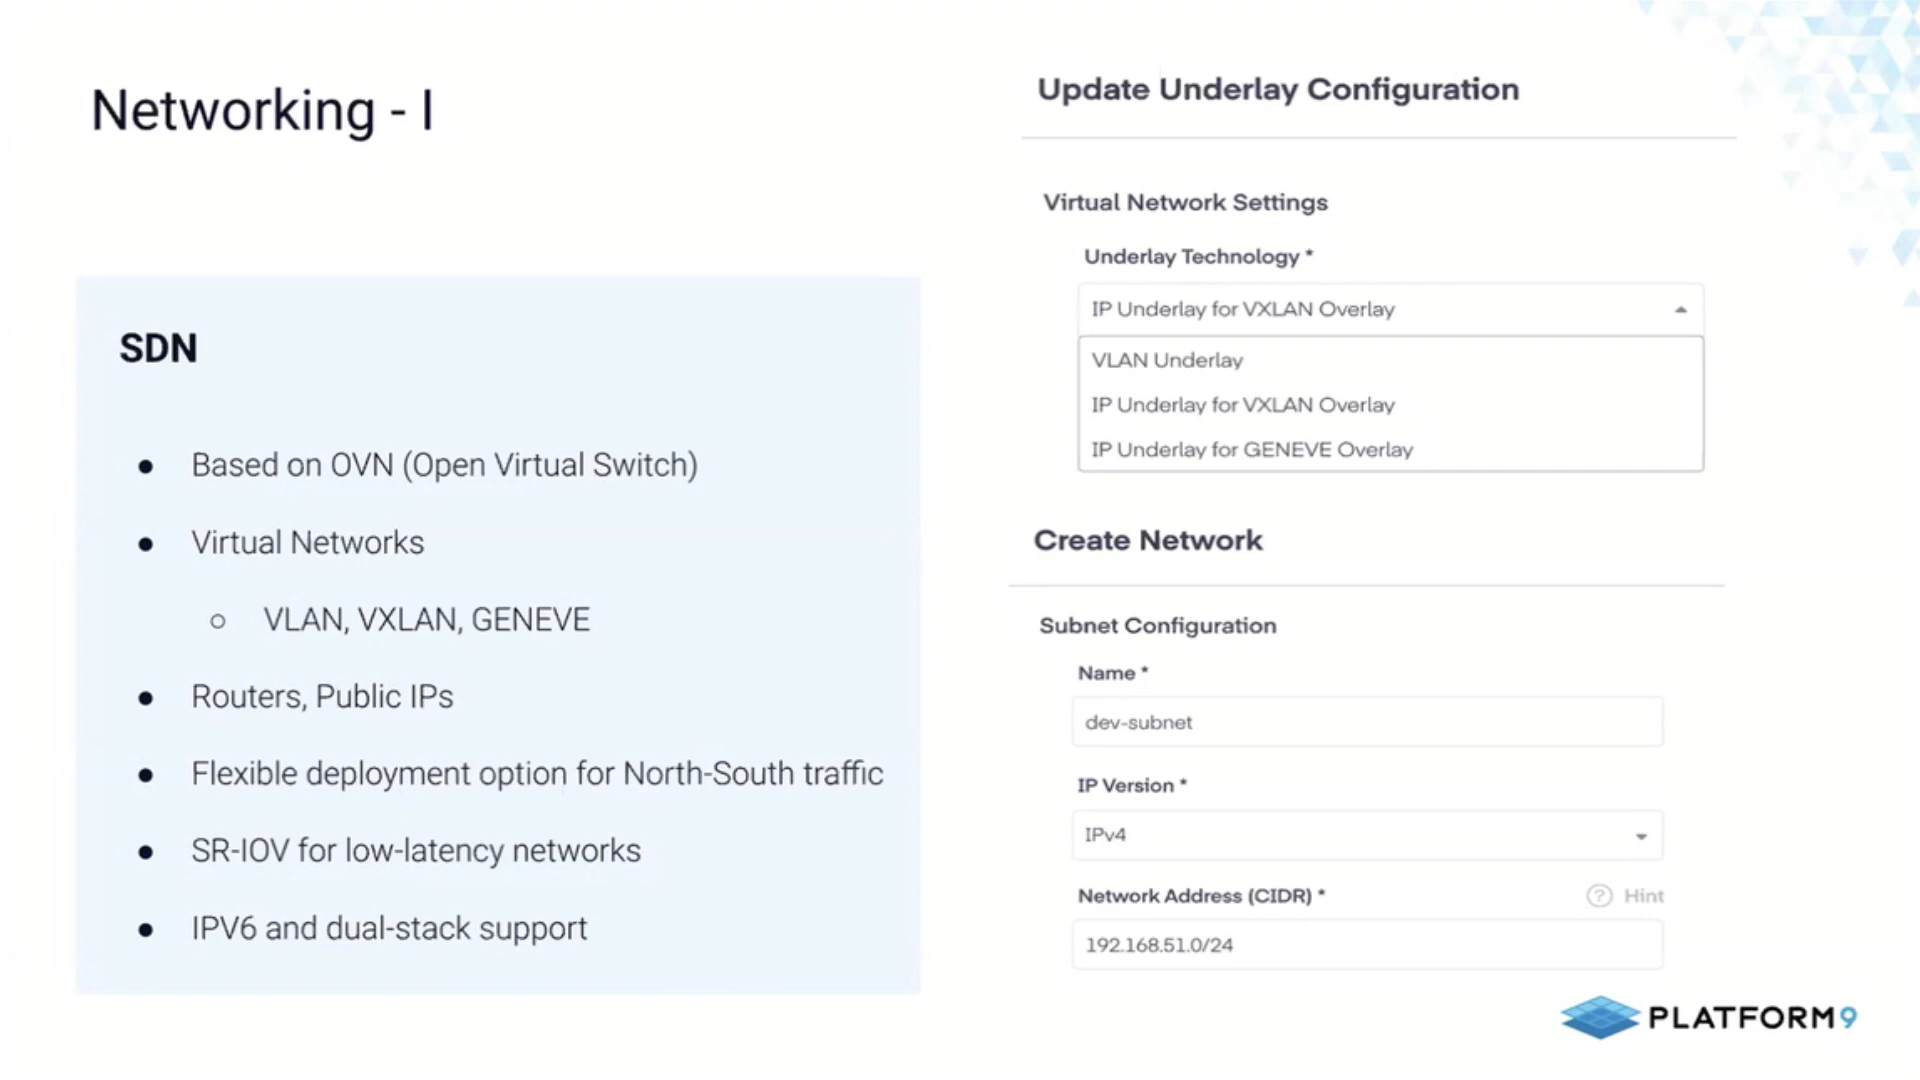 Networking - I
SDN
● Based on OVN (Open Virtual Switch)
● Virtual Networks
○ VLAN, VXLAN, GENEVE
● Routers, Public IPs
● Flexible deployment option for North-South traffic
● SR-IOV for low-latency networks
● IPV6 and dual-stack support
Update Underlay Configuration
Virtual Network Settings
Underlay Technology *
IP Underlay for VXLAN Overlay
VLAN Underlay
IP Underlay for VXLAN Overlay
IP Underlay for GENEVE Overlay
Create Network
Subnet Configuration
Name *
dev-subnet
IP Version *
IPv4
Network Address (CIDR) * ? Hint
192.168.51.0/24
PLATFORM9